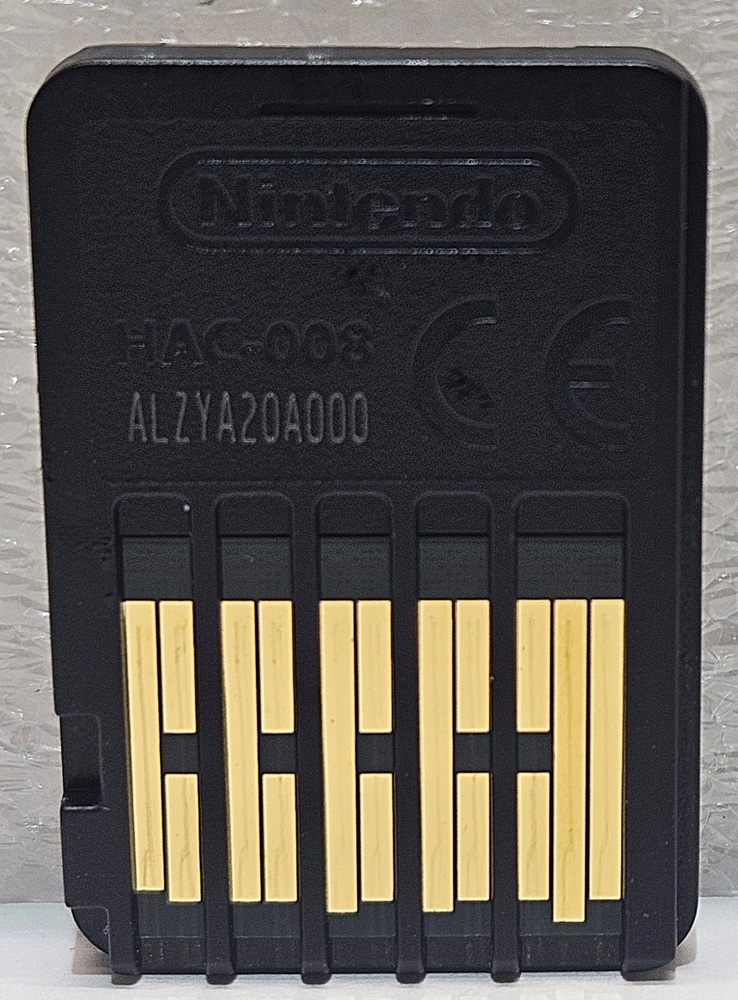 Nintendo
HAC-008
CE
ALZYA20A000